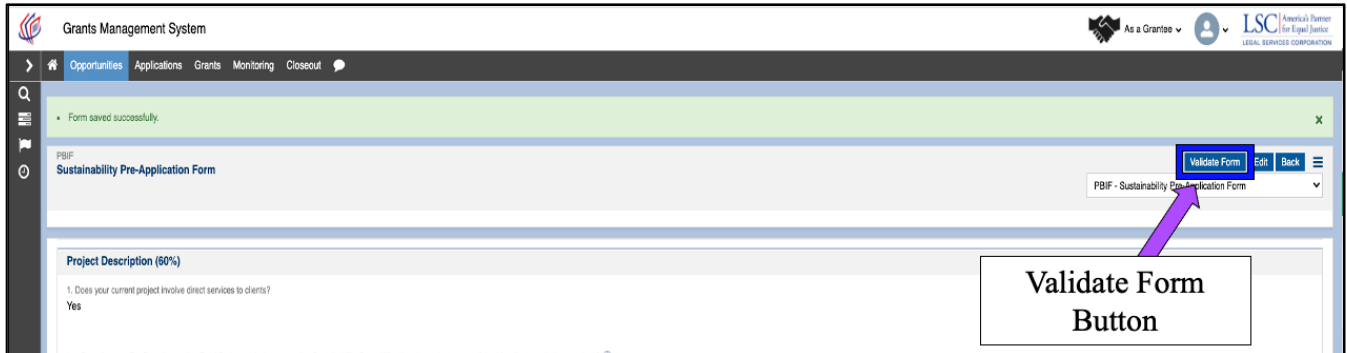 Grants Management System
As a Grantee
LSC America's Partner
for Equal Justice
LEGAL SERVICES CORPORATION
Opportunities Applications Grants Monitoring Closeout
Form saved successfully.
PBIF
Sustainability Pre-Application Form
Validate Form Edit Back
PBIF - Sustainability Pre-Application Form
Project Description (60%)
1. Does your current project involve direct services to clients?
Yes
Validate Form
Button